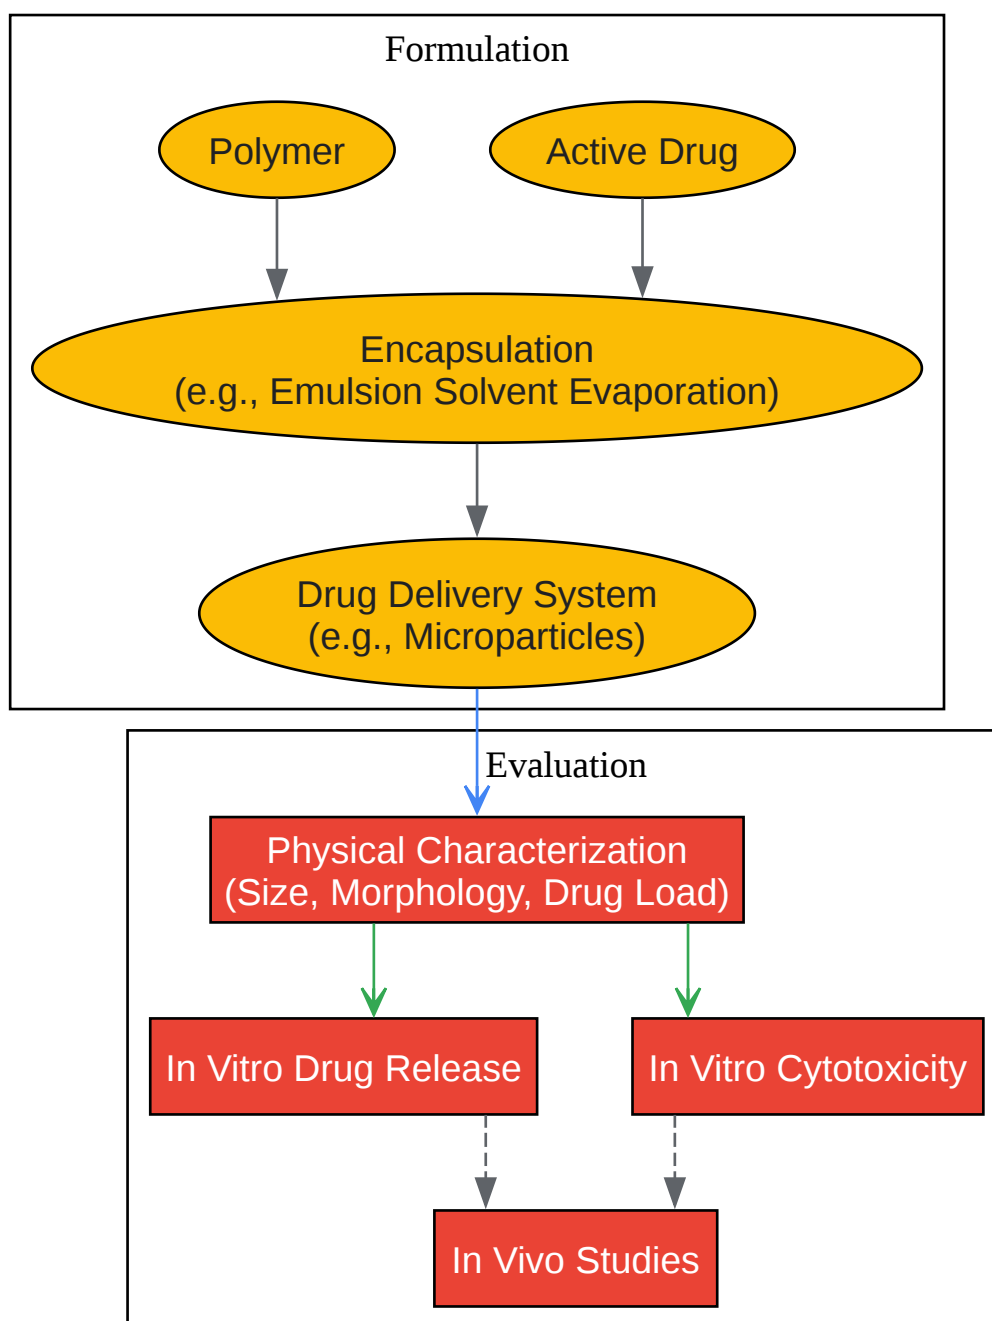 Formulation
Polymer
Active Drug
Encapsulation
(e.g., Emulsion Solvent Evaporation)
Drug Delivery System
(e.g., Microparticles)
Evaluation
Physical Characterization
(Size, Morphology, Drug Load)
In Vitro Drug Release
In Vitro Cytotoxicity
In Vivo Studies